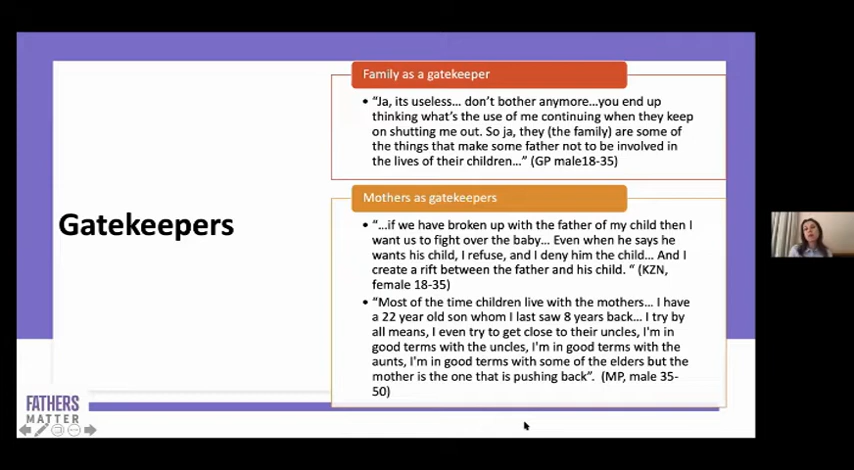 Family as a gatekeeper
• “Ja, its useless… don’t bother anymore…you end up
thinking what’s the use of me continuing when they keep
on shutting me out. So ja, they (the family) are some of
the things that make some father not to be involved in
the lives of their children…” (GP male18-35)
Gatekeepers
Mothers as gatekeepers
• “…if we have broken up with the father of my child then I
want us to fight over the baby… Even when he says he
wants his child, I refuse, and I deny him the child… And I
create a rift between the father and his child. “ (KZN,
female 18-35)
• “Most of the time children live with the mothers… I have
a 22 year old son whom I last saw 8 years back… I try by
all means, I even try to get close to their uncles, I'm in
good terms with the uncles, I'm in good terms with the
aunts, I'm in good terms with some of the elders but the
mother is the one that is pushing back”.  (MP, male 35-
50)
FATHERS
MATTER